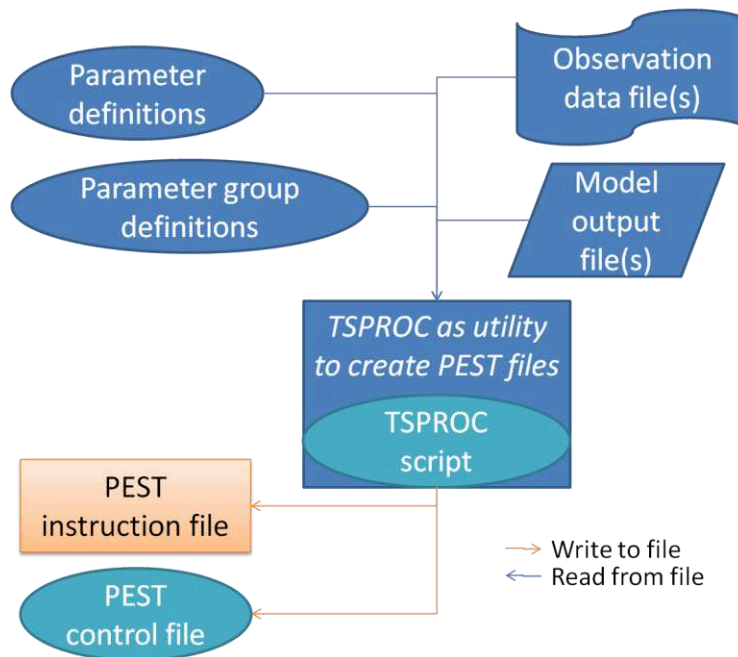 Parameter
definitions
Observation
data file(s)
Parameter group
definitions
Model
output
file(s)
TSPROC as utility
to create PEST files
TSPROC
script
PEST
instruction file
PEST
control file
Write to file
Read from file